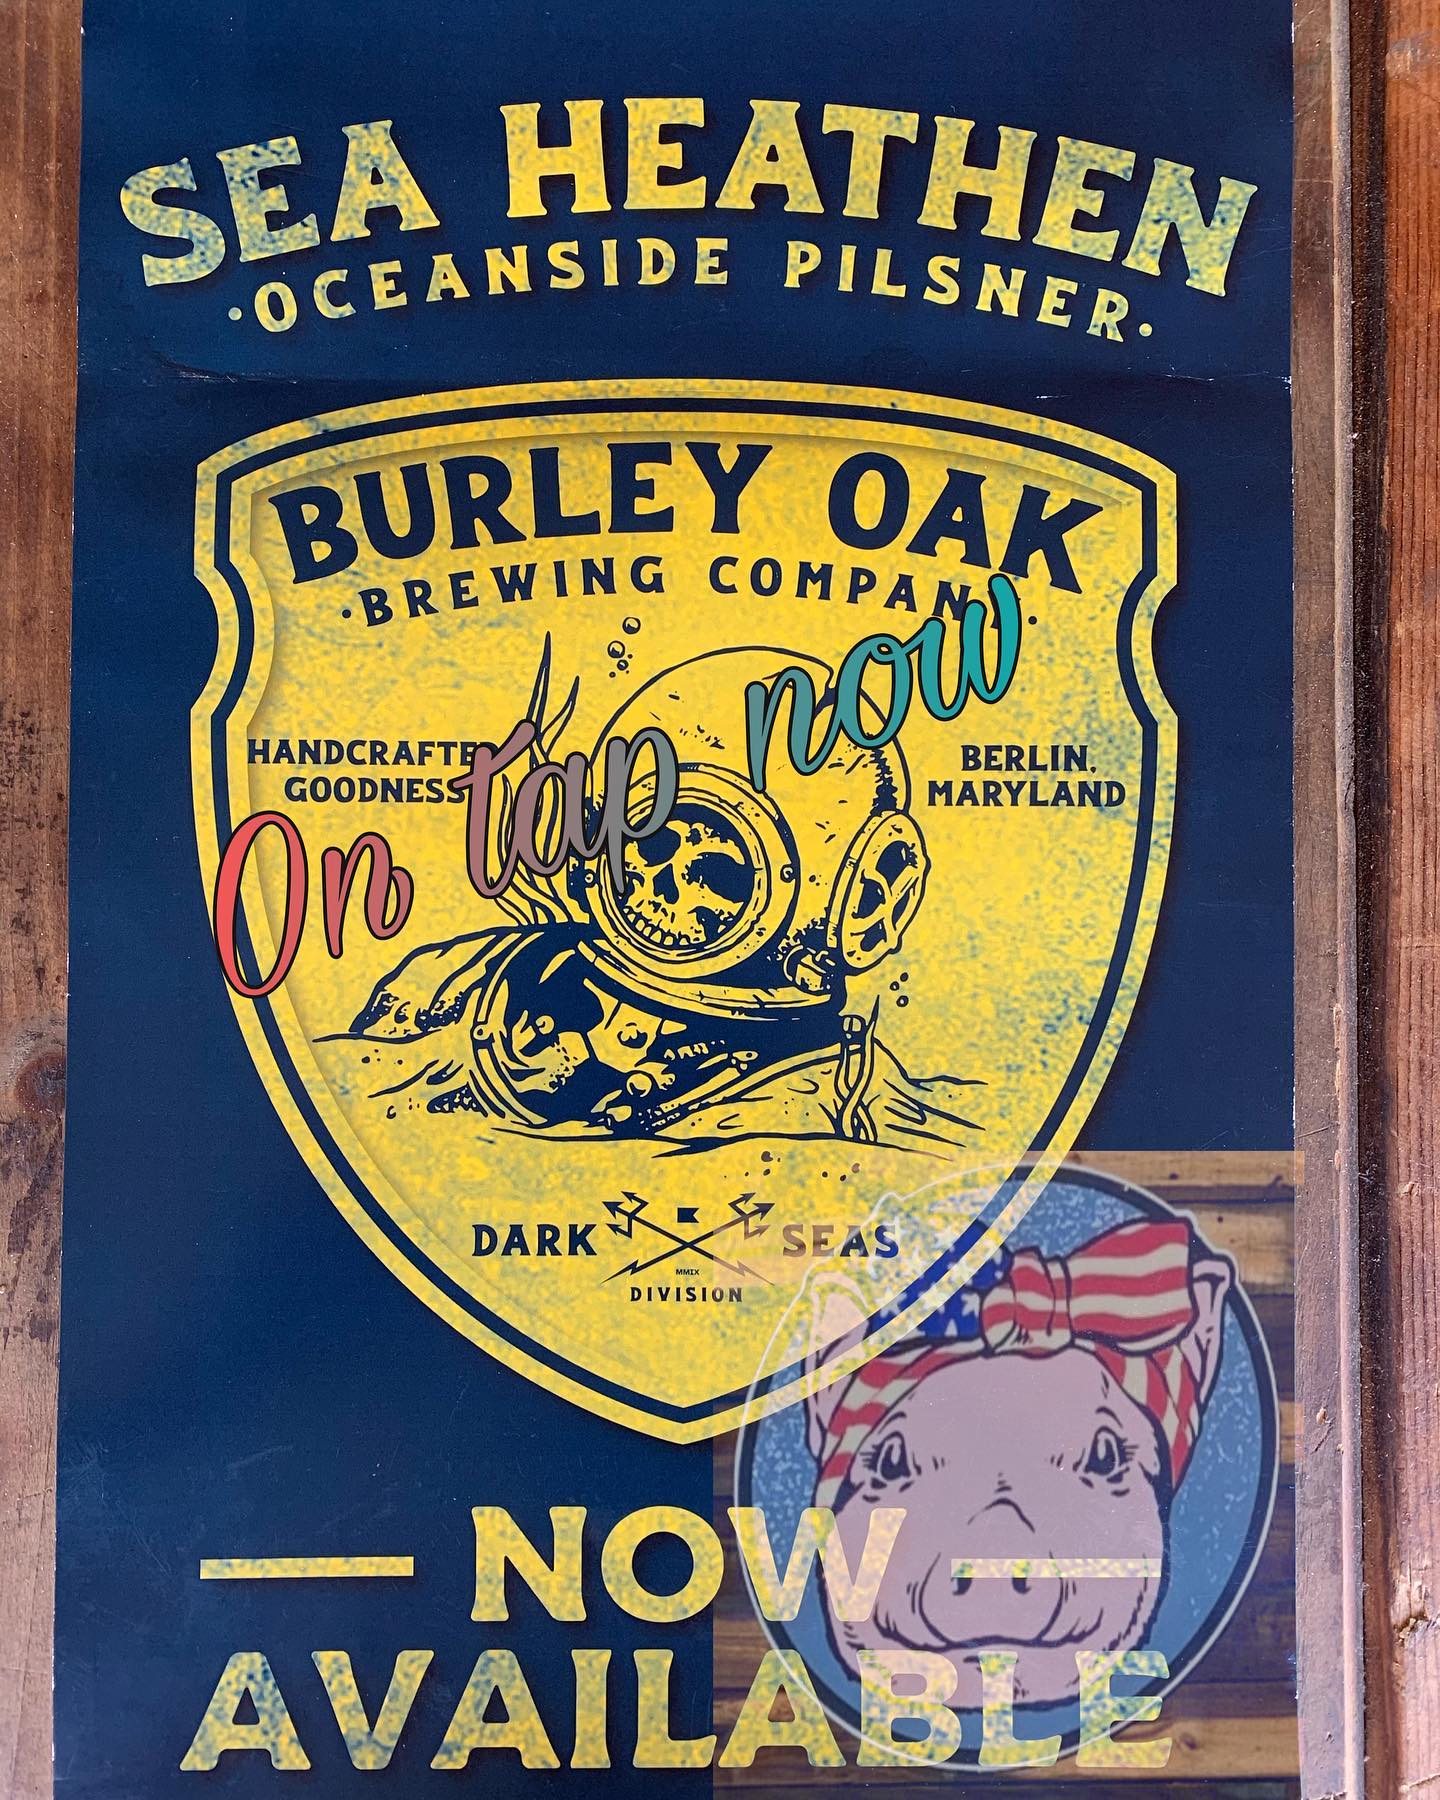 SEA HEATHEN
·OCEANSIDE PILSNER·
BURLEY OAK
·BREWING COMPANY·
HANDCRAFTED
GOODNESS
BERLIN,
MARYLAND
On tap now
DARK SEAS
MMIX
DIVISION
NOW
AVAILABLE